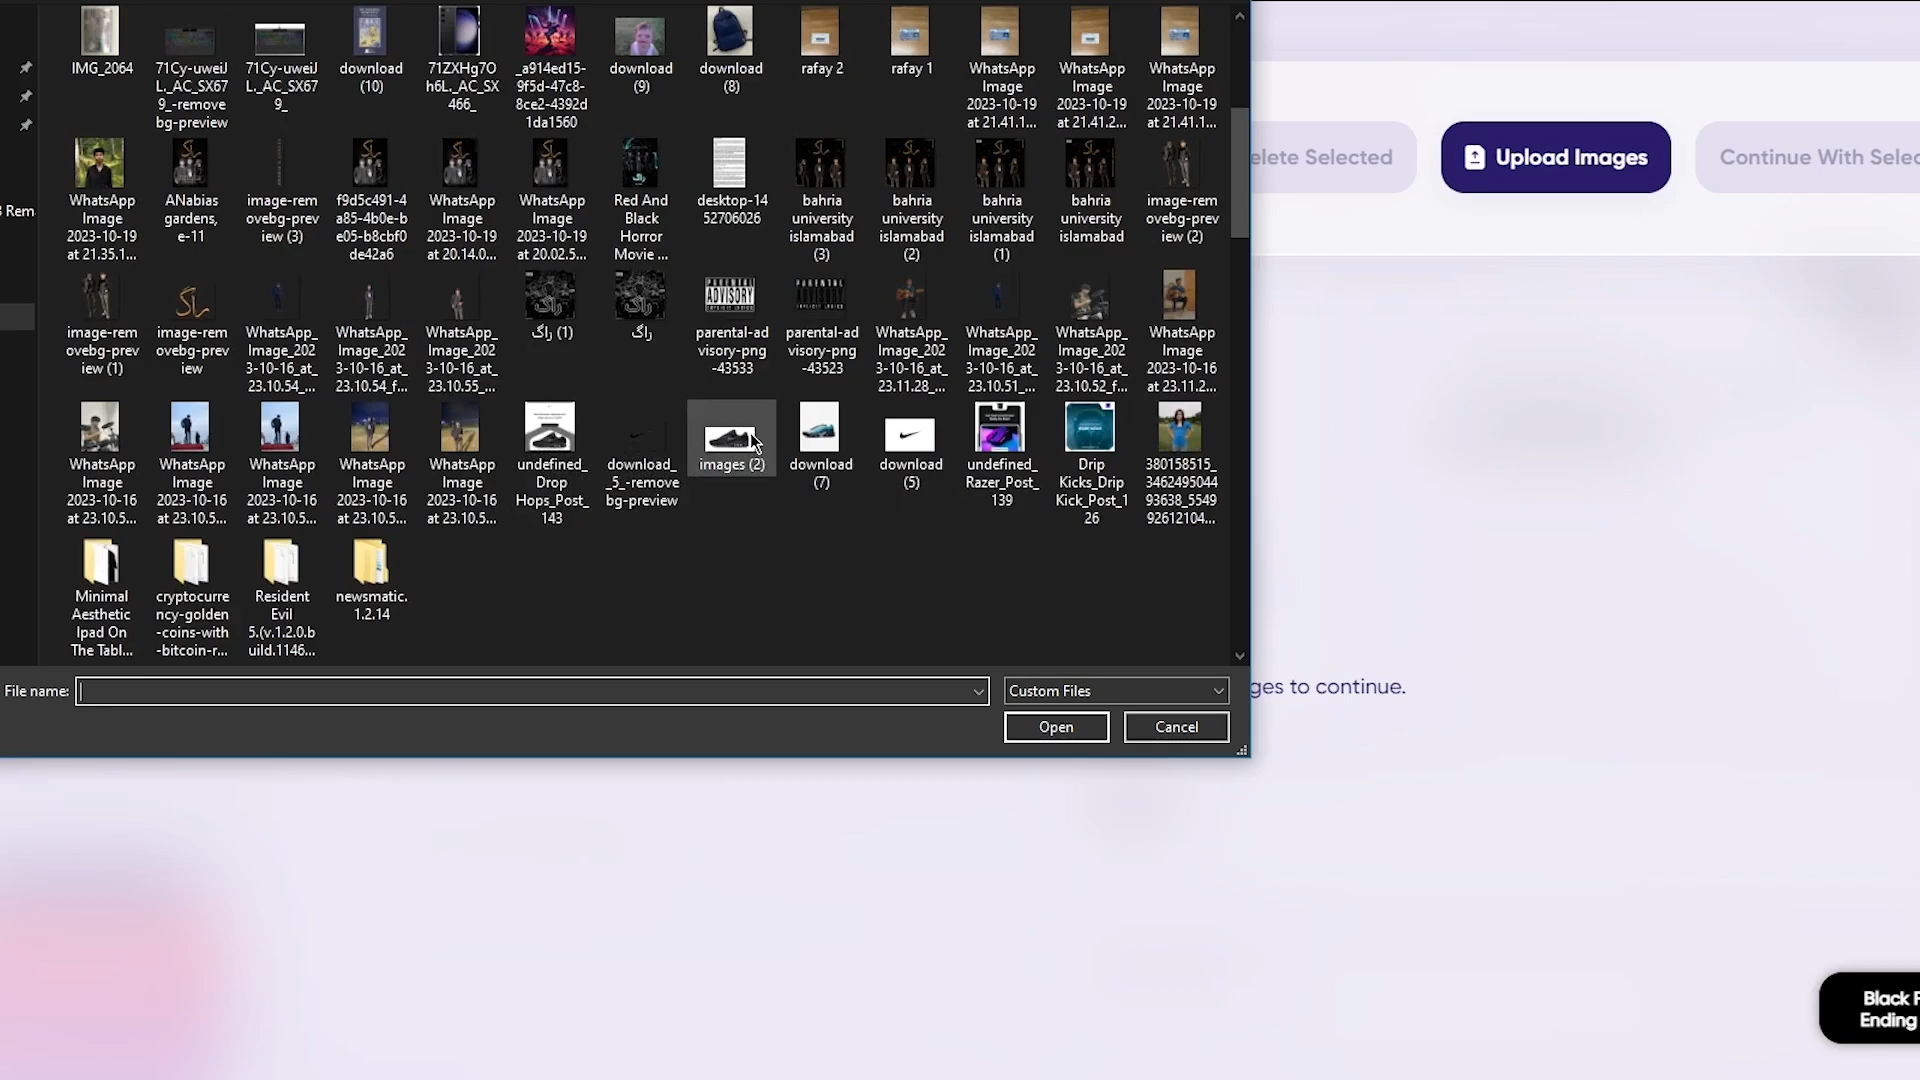 IMG_2064
71Cy-uweiJ
L._AC_SX67
9_-remove
bg-preview
71Cy-uweiJ
L._AC_SX67
9_
download
(10)
71ZXHg7O
h6L._AC_SX
466_
_a914ed15-
9f5d-47c8-
8ce2-4392d
1da1560
download
(9)
download
(8)
rafay 2
rafay 1
WhatsApp
Image
2023-10-19
at 21.41.1...
WhatsApp
Image
2023-10-19
at 21.41.2...
WhatsApp
Image
2023-10-19
at 21.41.1...
WhatsApp
Image
2023-10-19
at 21.35.1...
ANabias
gardens,
e-11
image-rem
ovebg-prev
iew (3)
f9d5c491-4
a85-4b0e-b
e05-b8cbf0
de42a6
WhatsApp
Image
2023-10-19
at 20.14.0...
WhatsApp
Image
2023-10-19
at 20.02.5...
Red And
Black
Horror
Movie ...
desktop-14
52706026
bahria
university
islamabad
(3)
bahria
university
islamabad
(2)
bahria
university
islamabad
(1)
bahria
university
islamabad
image-rem
ovebg-prev
iew (2)
image-rem
ovebg-prev
iew (1)
image-rem
ovebg-prev
iew
WhatsApp_
Image_202
3-10-16_at_
23.10.54_...
WhatsApp_
Image_202
3-10-16_at_
23.10.54_f...
WhatsApp_
Image_202
3-10-16_at_
23.10.55_...
راگ (1)
راگ
PARENTAL
ADVISORY
parental-ad
visory-png
-43533
parental-ad
visory-png
-43523
WhatsApp_
Image_202
3-10-16_at_
23.11.28_...
WhatsApp_
Image_202
3-10-16_at_
23.10.51_...
WhatsApp_
Image_202
3-10-16_at_
23.10.52_f...
WhatsApp
Image
2023-10-16
at 23.11.2...
WhatsApp
Image
2023-10-16
at 23.10.5...
WhatsApp
Image
2023-10-16
at 23.10.5...
WhatsApp
Image
2023-10-16
at 23.10.5...
WhatsApp
Image
2023-10-16
at 23.10.5...
WhatsApp
Image
2023-10-16
at 23.10.5...
undefined_
Drop
Hops_Post_
143
download_
_5_-remove
bg-preview
images (2)
download
(7)
download
(5)
undefined_
Razer_Post_
139
Drip
Kicks_Drip
Kick_Post_1
26
380158515_
3462495044
93638_5549
92612104...
Minimal
Aesthetic
Ipad On
The Tabl...
cryptocurre
ncy-golden
-coins-with
-bitcoin-r...
Resident
Evil
5.(v.1.2.0.b
uild.1146...
newsmatic.
1.2.14
Rem
File name:
Custom Files
Open
Cancel
elete Selected
Upload Images
Continue With Selec
ges to continue.
Black F
Ending